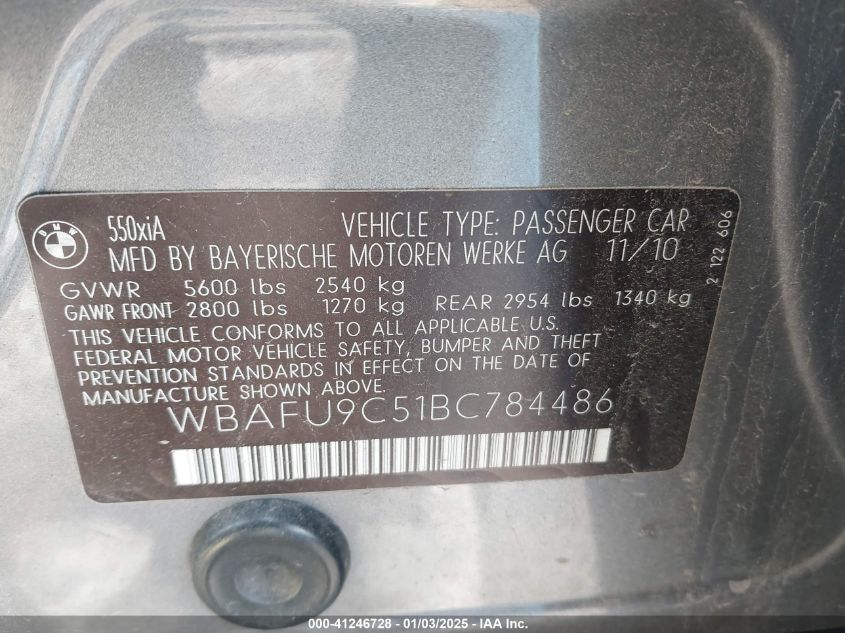 BMW
550xiA VEHICLE TYPE: PASSENGER CAR
MFD BY BAYERISCHE MOTOREN WERKE AG 11/10
GVWR 5600 lbs 2540 kg
GAWR FRONT 2800 lbs 1270 kg REAR 2954 lbs 1340 kg
THIS VEHICLE CONFORMS TO ALL APPLICABLE U.S.
FEDERAL MOTOR VEHICLE SAFETY, BUMPER AND THEFT
PREVENTION STANDARDS IN EFFECT ON THE DATE OF
MANUFACTURE SHOWN ABOVE.
WBAFU9C51BC784486
2 122 606
000-41246728 - 01/03/2025 - IAA Inc.